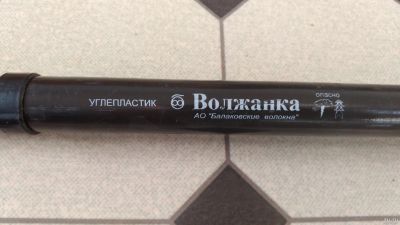 УГЛЕПЛАСТИК
Волжанка
АО "Балаковские волокна"
ОПАСНО